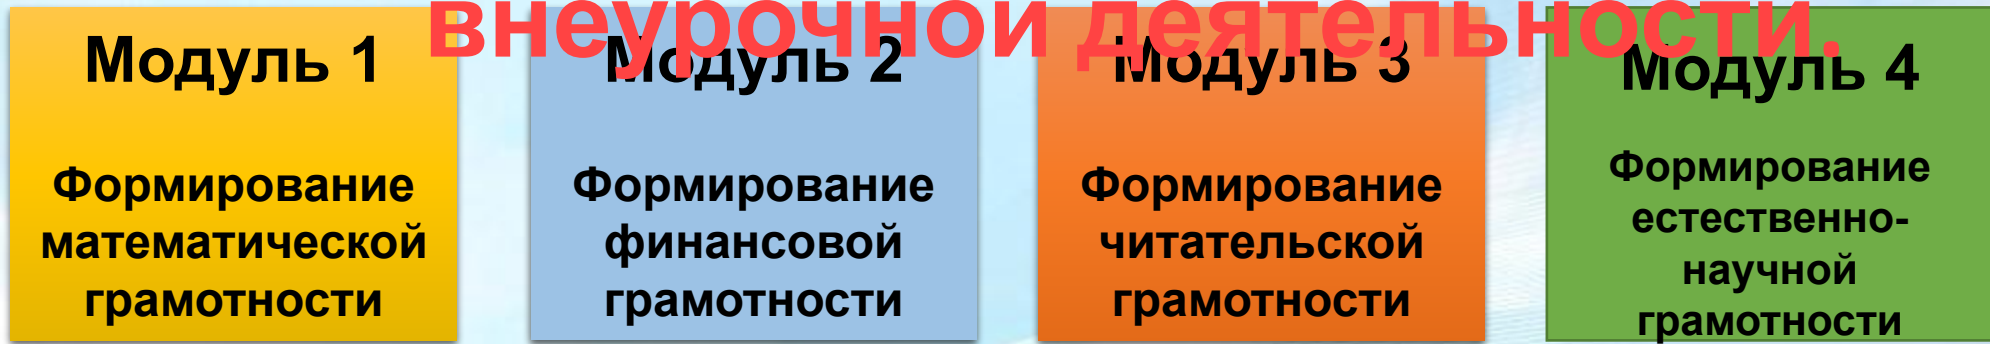 внеурочной деятельности.
Модуль 1
Формирование
математической
грамотности
Модуль 2
Формирование
финансовой
грамотности
Модуль 3
Формирование
читательской
грамотности
Модуль 4
Формирование
естественно-
научной
грамотности